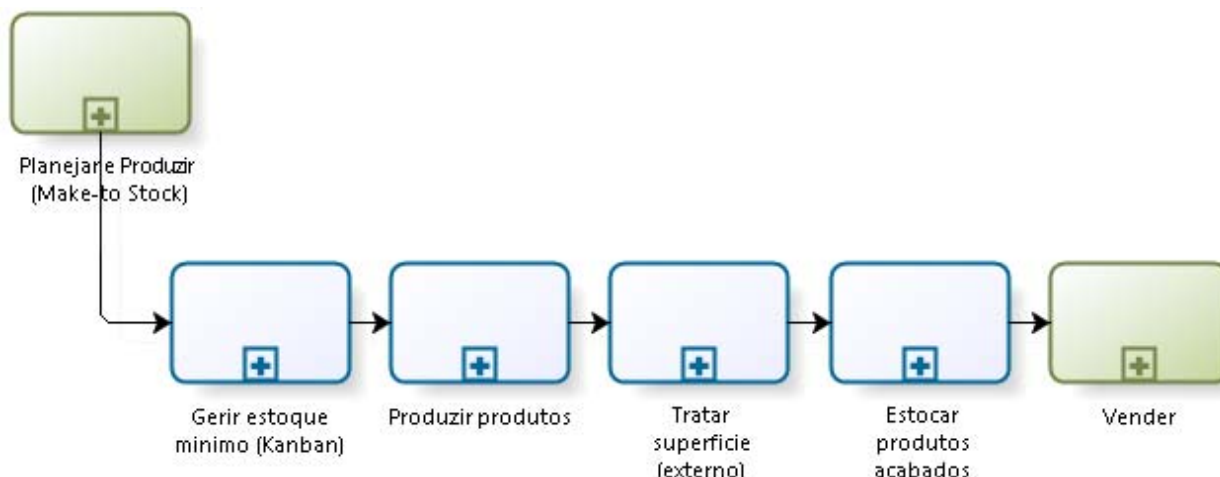 Planejar e Produzir
(Make-to Stock)
Gerir estoque
minimo (Kanban)
Produzir produtos
Tratar
superficie
(externo)
Estocar
produtos
acabados
Vender